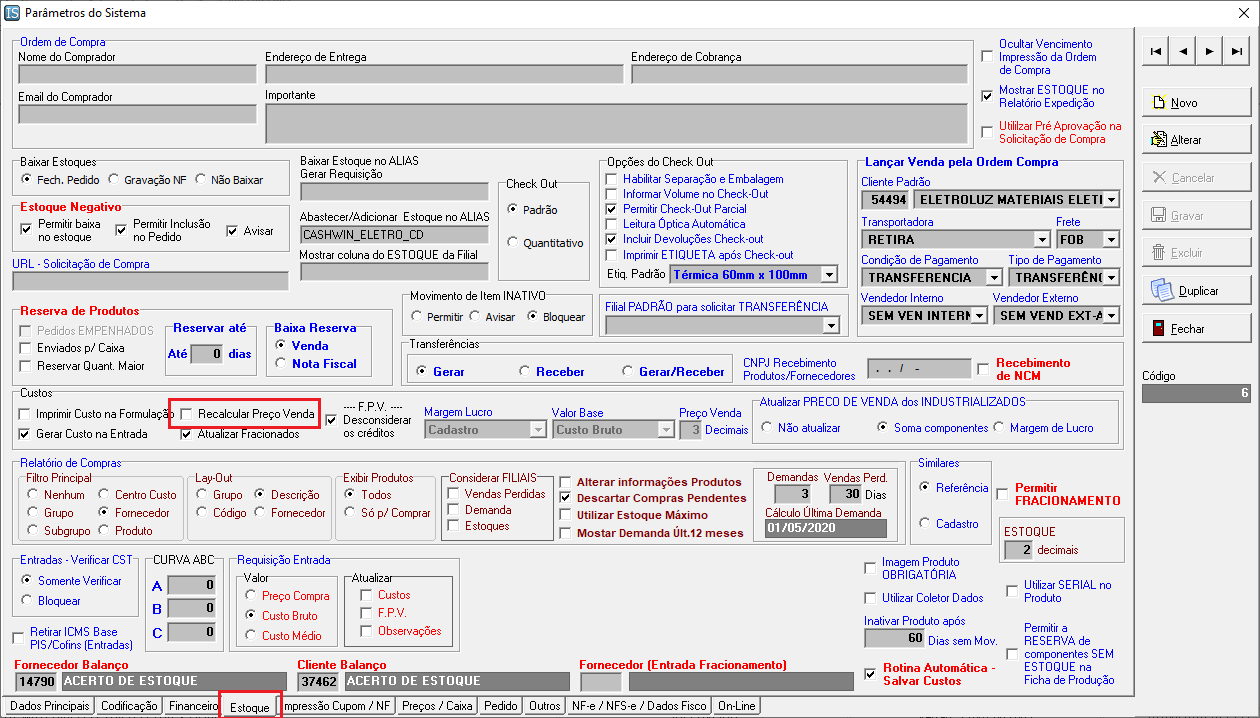 IS Parâmetros do Sistema
Ordem de Compra
Nome do Comprador
Endereço de Entrega
Endereço de Cobrança
Email do Comprador
Importante
Ocultar Vencimento
Impressão da Ordem
de Compra
Mostrar ESTOQUE no
Relatório Expedição
Utilizar Pré Aprovação na
Solicitação de Compra
Novo
Alterar
Cancelar
Gravar
Excluir
Duplicar
Fechar
Código
6
Baixar Estoques
Fech. Pedido
Gravação NF
Não Baixar
Estoque Negativo
Permitir baixa
no estoque
Permitir Inclusão
no Pedido
Avisar
URL - Solicitação de Compra
Baixar Estoque no ALIAS
Gerar Requisição
Abastecer/Adicionar Estoque no ALIAS
CASHWIN_ELETRO_CD
Mostrar coluna do ESTOQUE da Filial
Check Out
Padrão
Quantitativo
Opções do Check Out
Habilitar Separação e Embalagem
Informar Volume no Check-Out
Permitir Check-Out Parcial
Leitura Óptica Automática
Incluir Devoluções Check-out
Imprimir ETIQUETA após Check-out
Etiq. Padrão
Térmica 60mm x 100mm
Lançar Venda pela Ordem Compra
Cliente Padrão
54494 ELETROLUZ MATERIAIS ELETI
Transportadora
Frete
RETIRA
FOB
Condição de Pagamento
Tipo de Pagamento
TRANSFERENCIA
TRANSFERÊNC
Vendedor Interno
Vendedor Externo
SEM VEN INTERN
SEM VEND EXT-A
Reserva de Produtos
Pedidos EMPENHADOS
Enviados p/ Caixa
Reservar Quant. Maior
Reservar até
Até 0 dias
Baixa Reserva
Venda
Nota Fiscal
Movimento de Item INATIVO
Permitir
Avisar
Bloquear
Filial PADRÃO para solicitar TRANSFERÊNCIA
Transferências
Gerar
Receber
Gerar/Receber
CNPJ Recebimento
Produtos/Fornecedores
. . / -
Recebimento
de NCM
Custos
Imprimir Custo na Formulação
Recalcular Preço Venda
Gerar Custo na Entrada
Atualizar Fracionados
---- F.P.V. ----
Desconsiderar
os créditos
Margem Lucro
Cadastro
Valor Base
Custo Bruto
Preço Venda
3 Decimais
Atualizar PRECO DE VENDA dos INDUSTRIALIZADOS
Não atualizar
Soma componentes
Margem de Lucro
Relatório de Compras
Filtro Principal
Nenhum
Centro Custo
Grupo
Fornecedor
Subgrupo
Produto
Lay-Out
Grupo
Descrição
Código
Fornecedor
Exibir Produtos
Todos
Só p/ Comprar
Considerar FILIAIS
Vendas Perdidas
Demanda
Estoques
Alterar informações Produtos
Descartar Compras Pendentes
Utilizar Estoque Máximo
Mostar Demanda Últ.12 meses
Demandas
Vendas Perd.
3
30 Dias
Cálculo Última Demanda
01/05/2020
Similares
Referência
Cadastro
Permitir
FRACIONAMENTO
ESTOQUE
2 decimais
Entradas - Verificar CST
Somente Verificar
Bloquear
Retirar ICMS Base
PIS/Cofins (Entradas)
CURVA ABC
A 0
B 0
C 0
Requisição Entrada
Valor
Preço Compra
Custo Bruto
Custo Médio
Atualizar
Custos
F.P.V.
Observações
Imagem Produto
OBRIGATÓRIA
Utilizar Coletor Dados
Inativar Produto após
60 Dias sem Mov.
Rotina Automática -
Salvar Custos
Utilizar SERIAL no
Produto
Permitir a
RESERVA de
componentes SEM
ESTOQUE na
Ficha de Produção
Fornecedor Balanço
14790 ACERTO DE ESTOQUE
Cliente Balanço
37462 ACERTO DE ESTOQUE
Fornecedor (Entrada Fracionamento)
Dados Principais
Codificação
Financeiro
Estoque
mpressão Cupom / NF
Preços / Caixa
Pedido
Outros
NF-e / NFS-e / Dados Fisco
On-Line